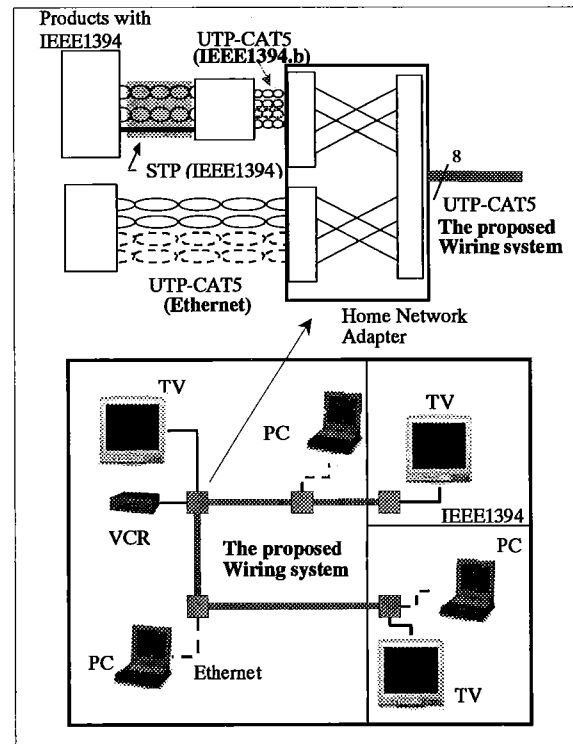 Products with
IEEE1394
UTP-CAT5
(IEEE1394.b)
STP (IEEE1394)
8
UTP-CAT5
The proposed
Wiring system
UTP-CAT5
(Ethernet)
Home Network
Adapter
TV
PC
TV
VCR
IEEE1394
The proposed
Wiring system
PC
PC
Ethernet
TV